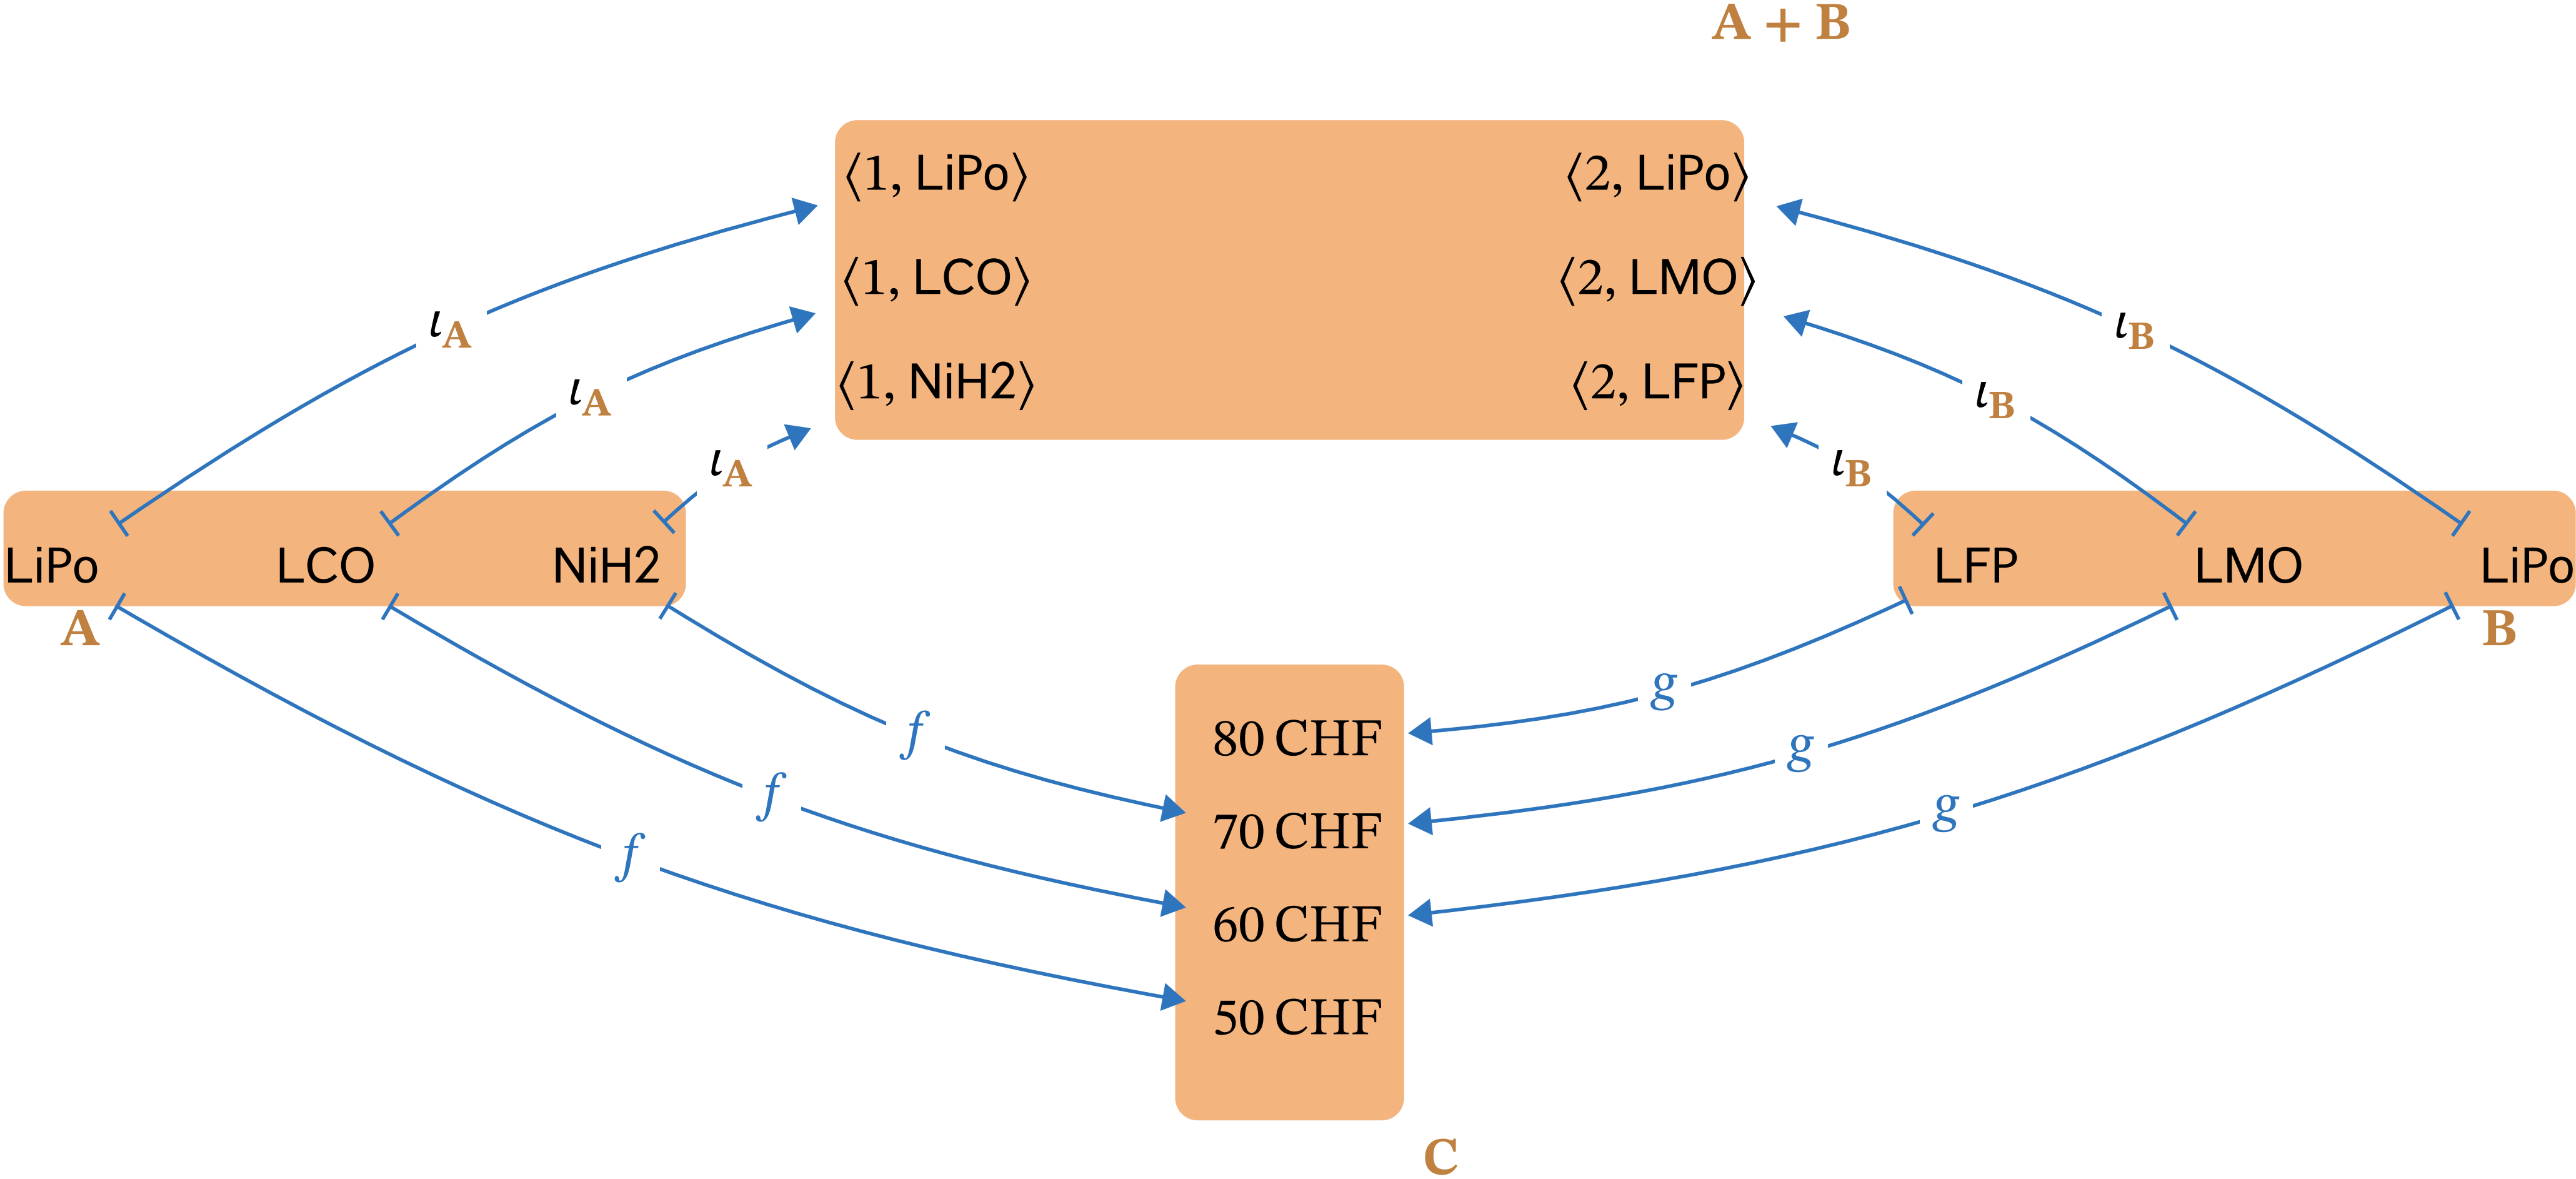 A + B
⟨1, LiPo⟩ ⟨2, LiPo⟩
⟨1, LCO⟩ ⟨2, LMO⟩
ιA ιB
⟨1, NiH2⟩ ⟨2, LFP⟩
ιA ιB
ιA ιB
LiPo LCO NiH2 LFP LMO LiPo
A B
f g
80 CHF
f g
70 CHF
f g
60 CHF
50 CHF
C